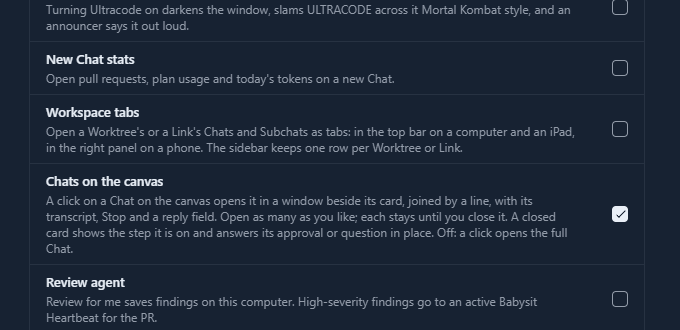 Turning Ultracode on darkens the window, slams ULTRACODE across it Mortal Kombat style, and an
announcer says it out loud.
New Chat stats
Open pull requests, plan usage and today's tokens on a new Chat.
Workspace tabs
Open a Worktree's or a Link's Chats and Subchats as tabs: in the top bar on a computer and an iPad,
in the right panel on a phone. The sidebar keeps one row per Worktree or Link.
Chats on the canvas
A click on a Chat on the canvas opens it in a window beside its card, joined by a line, with its
transcript, Stop and a reply field. Open as many as you like; each stays until you close it. A closed
card shows the step it is on and answers its approval or question in place. Off: a click opens the full
Chat.
Review agent
Review for me saves findings on this computer. High-severity findings go to an active Babysit
Heartbeat for the PR.